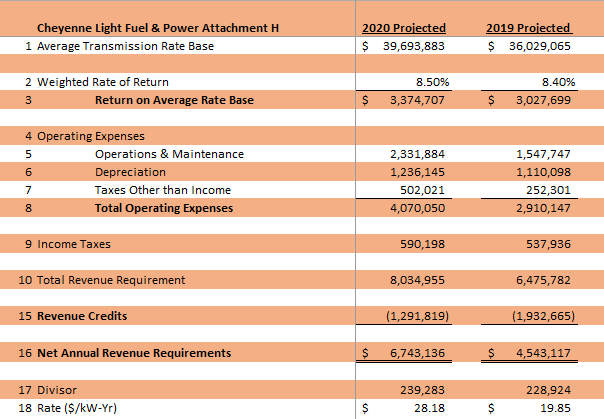 Cheyenne Light Fuel & Power Attachment H 2020 Projected 2019 Projected
1 Average Transmission Rate Base $ 39,693,883 $ 36,029,065
2 Weighted Rate of Return 8.50% 8.40%
3 Return on Average Rate Base $ 3,374,707 $ 3,027,699
4 Operating Expenses
5 Operations & Maintenance 2,331,884 1,547,747
6 Depreciation 1,236,145 1,110,098
7 Taxes Other than Income 502,021 252,301
8 Total Operating Expenses 4,070,050 2,910,147
9 Income Taxes 590,198 537,936
10 Total Revenue Requirement 8,034,955 6,475,782
15 Revenue Credits (1,291,819) (1,932,665)
16 Net Annual Revenue Requirements $ 6,743,136 $ 4,543,117
17 Divisor 239,283 228,924
18 Rate ($/kW-Yr) $ 28.18 $ 19.85